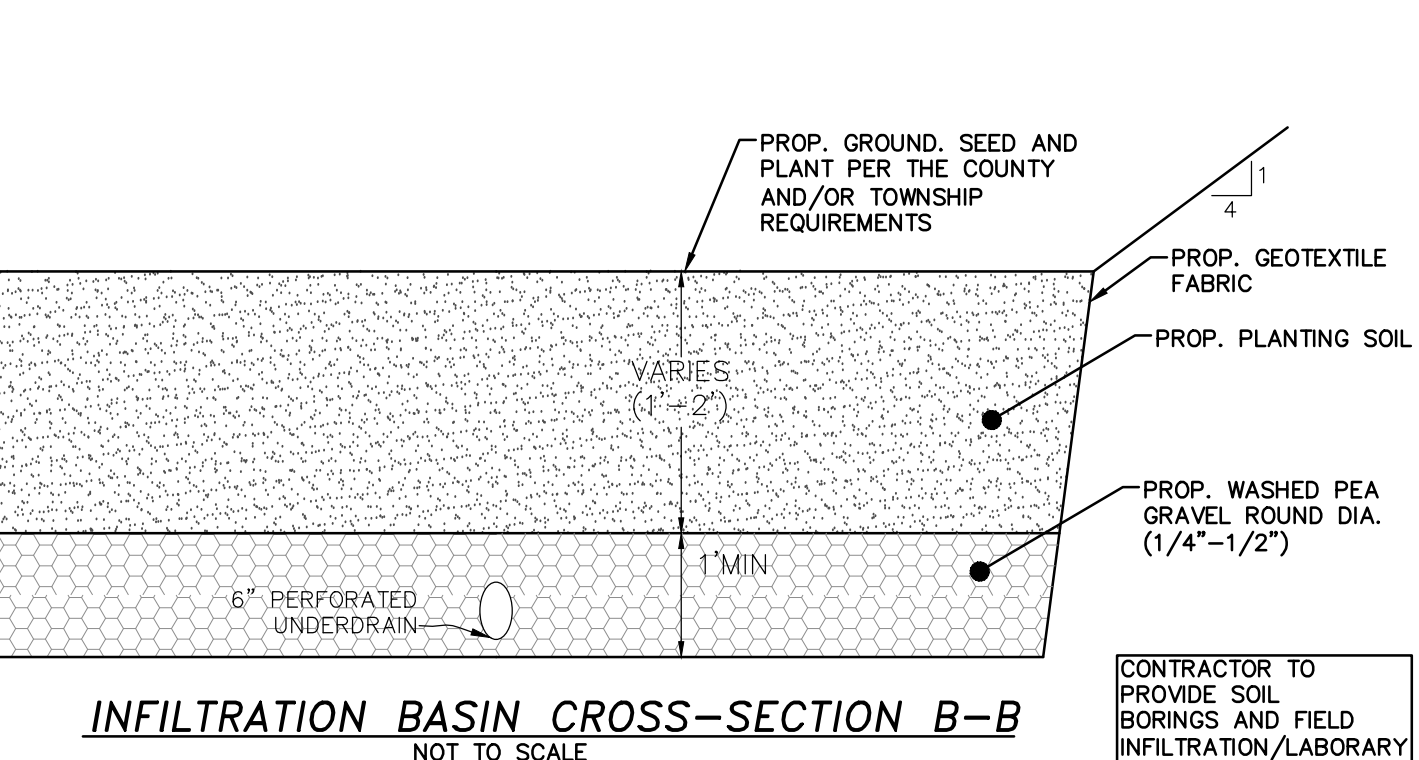 PROP. GROUND. SEED AND
PLANT PER THE COUNTY
AND/OR TOWNSHIP
REQUIREMENTS
1
4
PROP. GEOTEXTILE
FABRIC
PROP. PLANTING SOIL
VARIES
(1'-2')
PROP. WASHED PEA
GRAVEL ROUND DIA.
(1/4"-1/2")
1'MIN
6" PERFORATED
UNDERDRAIN
INFILTRATION BASIN CROSS-SECTION B-B
NOT TO SCALE
CONTRACTOR TO
PROVIDE SOIL
BORINGS AND FIELD
INFILTRATION/LABORARY